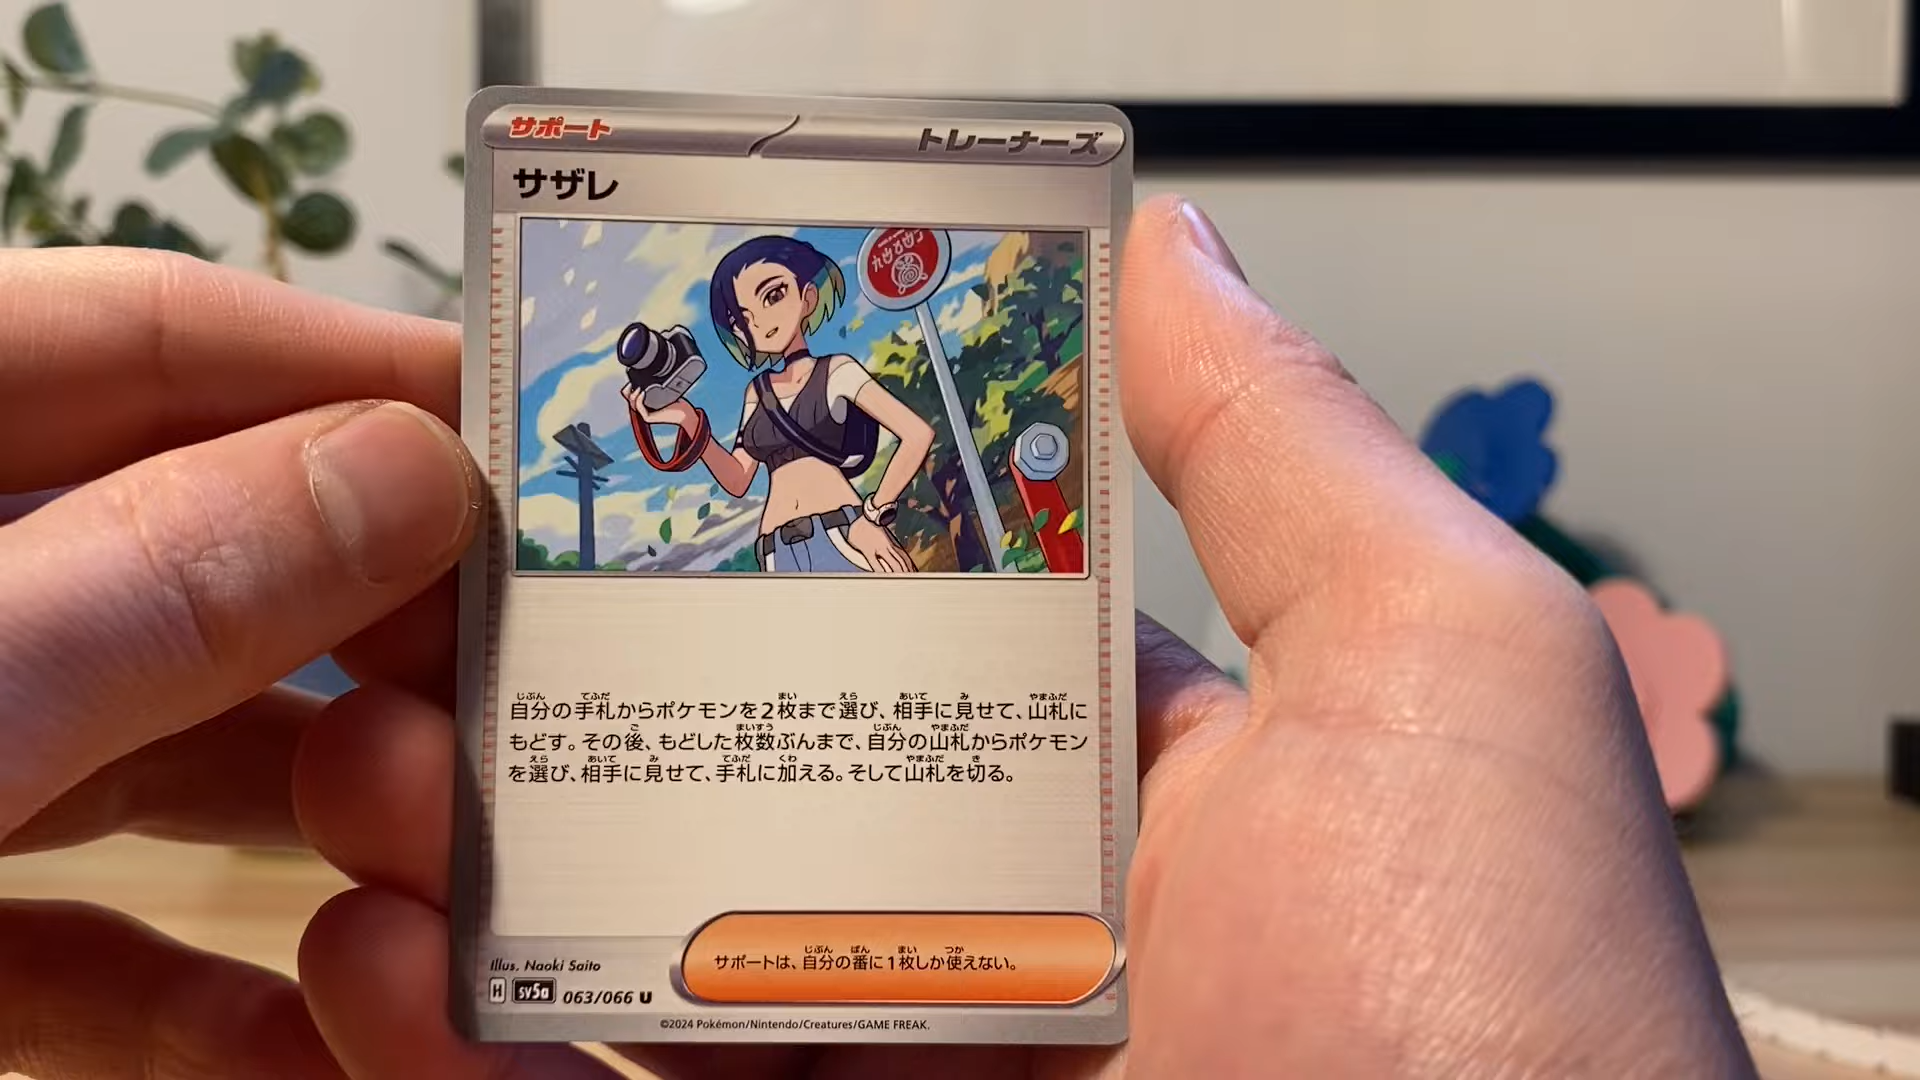 サポート
トレーナーズ
サザレ
自分の手札からポケモンを2枚まで選び、相手に見せて、山札に
もどす。その後、もどした枚数ぶんまで、自分の山札からポケモン
を選び、相手に見せて、手札に加える。そして山札を切る。
サポートは、自分の番に1枚しか使えない。
Illus. Naoki Saito
H sv5a 063/066 U
©2024 Pokémon/Nintendo/Creatures/GAME FREAK.